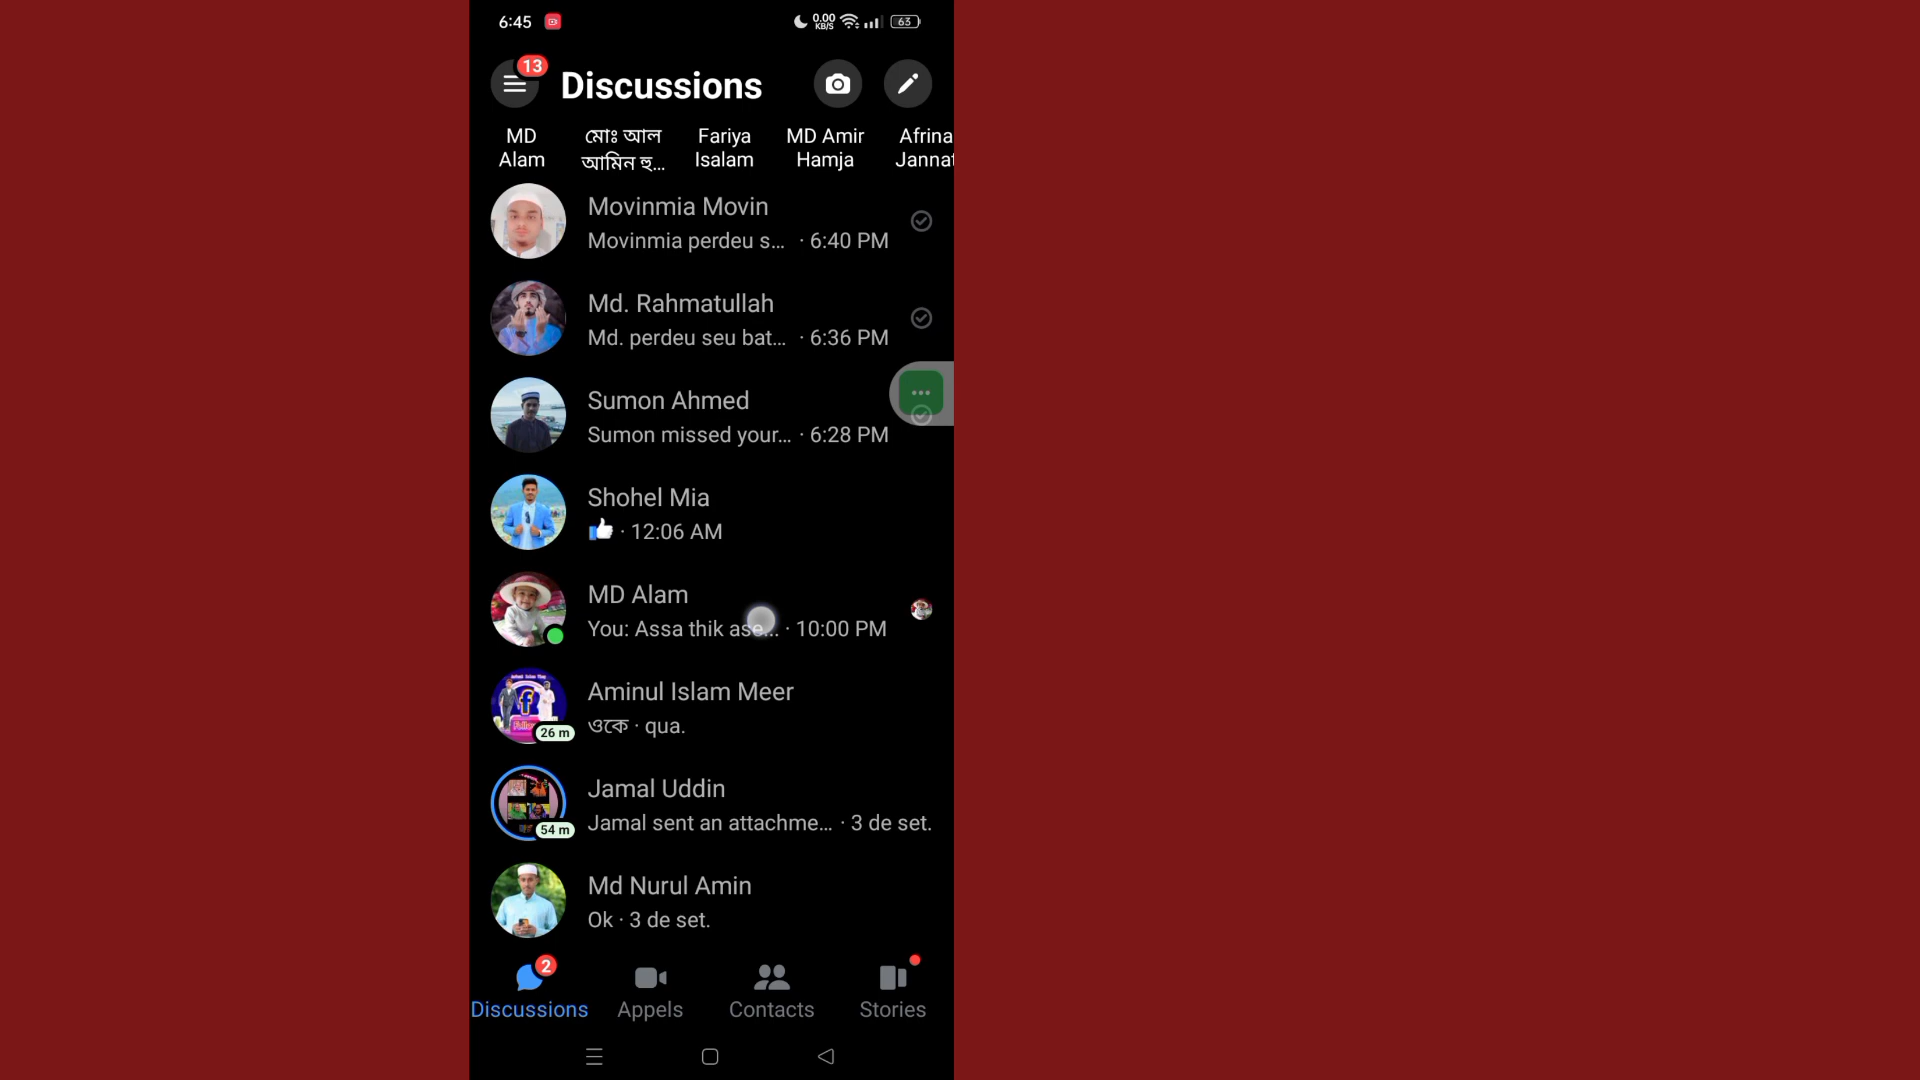 6:45
0.00
KB/S
63
13
Discussions
MD
Alam
মোঃ আল
আমিন হু...
Fariya
Isalam
MD Amir
Hamja
Afrina
Jannat
Movinmia Movin
Movinmia perdeu s... · 6:40 PM
Md. Rahmatullah
Md. perdeu seu bat... · 6:36 PM
Sumon Ahmed
Sumon missed your... · 6:28 PM
Shohel Mia
· 12:06 AM
MD Alam
You: Assa thik ase... · 10:00 PM
Aminul Islam Meer
ওকে · qua.
26 m
Jamal Uddin
Jamal sent an attachme... · 3 de set.
54 m
Md Nurul Amin
Ok · 3 de set.
2
Discussions
Appels
Contacts
Stories